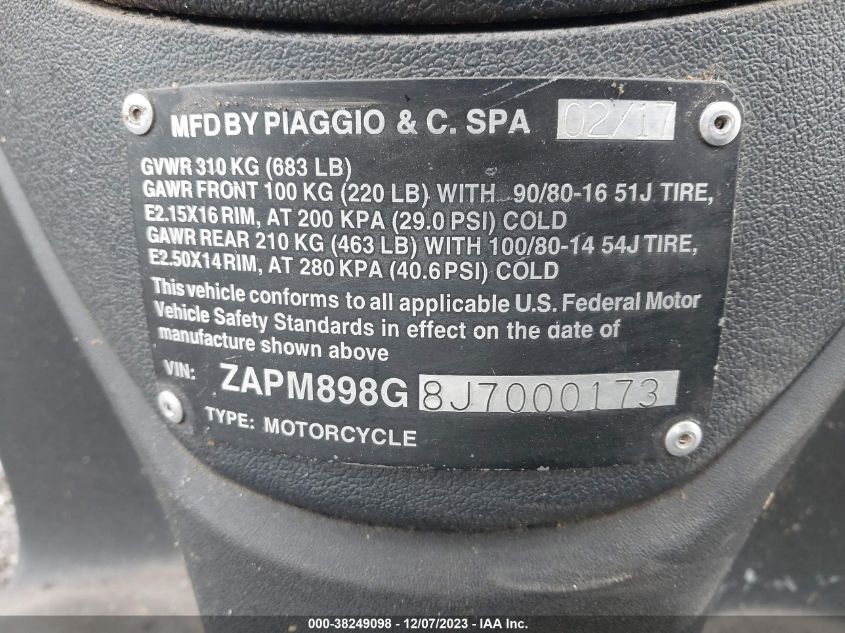 MFD BY PIAGGIO & C. SPA 02/17
GVWR 310 KG (683 LB)
GAWR FRONT 100 KG (220 LB) WITH 90/80-16 51J TIRE,
E2.15X16 RIM, AT 200 KPA (29.0 PSI) COLD
GAWR REAR 210 KG (463 LB) WITH 100/80-14 54J TIRE,
E2.50X14 RIM, AT 280 KPA (40.6 PSI) COLD
This vehicle conforms to all applicable U.S. Federal Motor
Vehicle Safety Standards in effect on the date of
manufacture shown above
VIN: ZAPM898G 8J7000173
TYPE: MOTORCYCLE
000-38249098 - 12/07/2023 - IAA Inc.